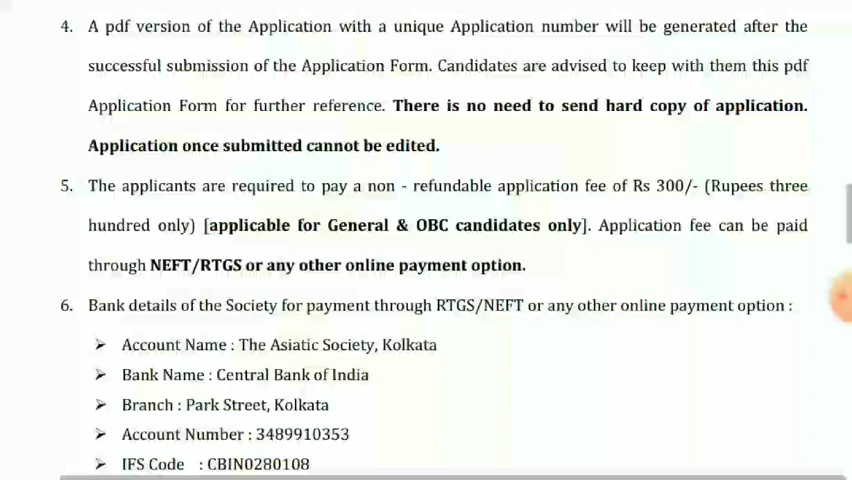 4. A pdf version of the Application with a unique Application number will be generated after the
successful submission of the Application Form. Candidates are advised to keep with them this pdf
Application Form for further reference. There is no need to send hard copy of application.
Application once submitted cannot be edited.
5. The applicants are required to pay a non - refundable application fee of Rs 300/- (Rupees three
hundred only) [applicable for General & OBC candidates only]. Application fee can be paid
through NEFT/RTGS or any other online payment option.
6. Bank details of the Society for payment through RTGS/NEFT or any other online payment option :
➢ Account Name : The Asiatic Society, Kolkata
➢ Bank Name : Central Bank of India
➢ Branch : Park Street, Kolkata
➢ Account Number : 3489910353
➢ IFS Code : CBIN0280108